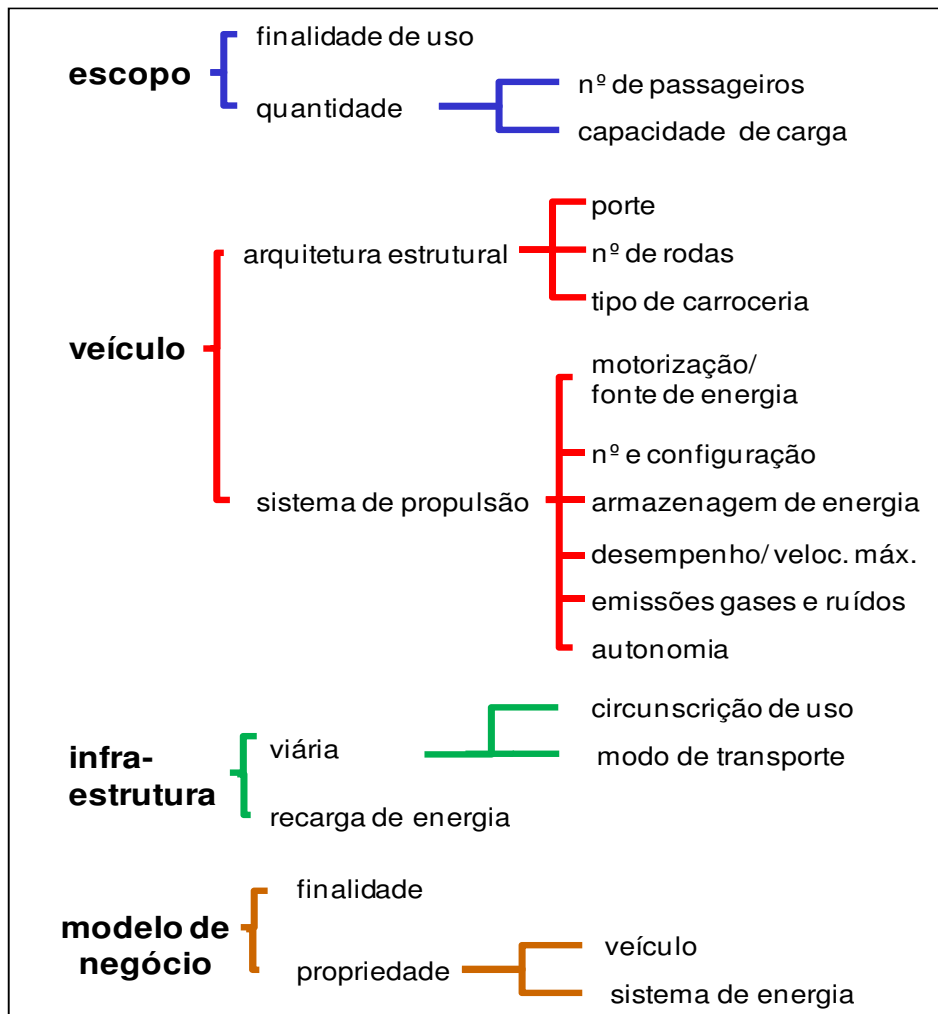 escopo
finalidade de uso
quantidade
nº de passageiros
capacidade de carga
veículo
arquitetura estrutural
porte
nº de rodas
tipo de carroceria
sistema de propulsão
motorização/
fonte de energia
nº e configuração
armazenagem de energia
desempenho/ veloc. máx.
emissões gases e ruídos
autonomia
infra-
estrutura
viária
circunscrição de uso
modo de transporte
recarga de energia
modelo de
negócio
finalidade
propriedade
veículo
sistema de energia